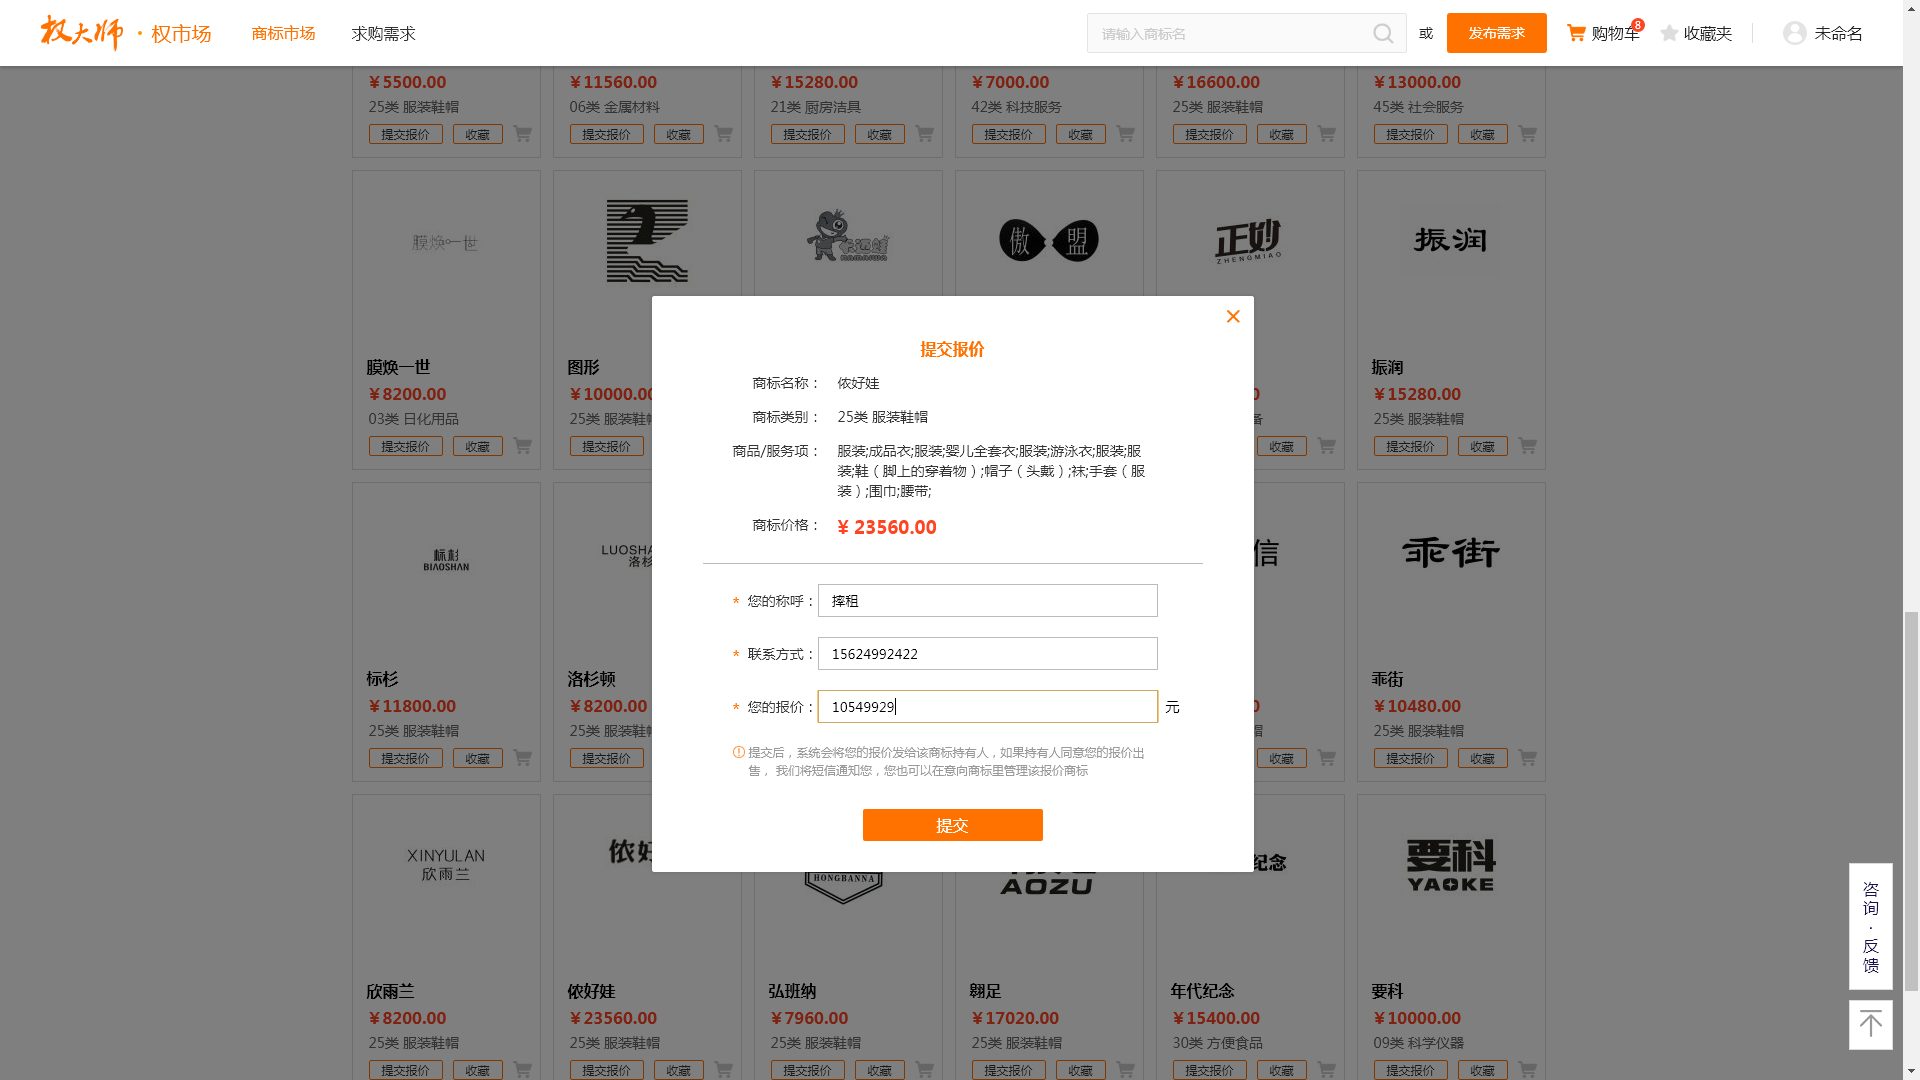 权大师 · 权市场 商标市场 求购需求 请输入商标名 或 发布需求 购物车 8 收藏夹 未命名
¥5500.00 ¥11560.00 ¥15280.00 ¥7000.00 ¥16600.00 ¥13000.00
25类 服装鞋帽 06类 金属材料 21类 厨房洁具 42类 科技服务 25类 服装鞋帽 45类 社会服务
提交报价 收藏 提交报价 收藏 提交报价 收藏 提交报价 收藏 提交报价 收藏 提交报价 收藏
膜焕一世 傲 盟 正妙 振润
KAMAIWA ZHENGMIAO
膜焕一世 图形 振润
¥8200.00 ¥10000.00 ¥15280.00
03类 日化用品 25类 服装鞋帽 备 25类 服装鞋帽
提交报价 收藏 提交报价 收藏 提交报价 收藏
提交报价
商标名称: 侬好娃
商标类别: 25类 服装鞋帽
商品/服务项: 服装;成品衣;服装;婴儿全套衣;服装;游泳衣;服装;服
装;鞋(脚上的穿着物);帽子(头戴);袜;手套(服
装);围巾;腰带;
商标价格: ¥ 23560.00
* 您的称呼: 摔租
* 联系方式: 15624992422
* 您的报价: 10549929 元
提交后,系统会将您的报价发给该商标持有人,如果持有人同意您的报价出
售, 我们将短信通知您,您也可以在意向商标里管理该报价商标
提交
标杉 LUOSHA 信 乖街
BIAOSHAN 洛杉
标杉 洛杉顿 乖街
¥11800.00 ¥8200.00 0 ¥10480.00
25类 服装鞋帽 25类 服装鞋帽 25类 服装鞋帽
提交报价 收藏 提交报价 收藏 提交报价 收藏
XINYULAN 侬好 HONGBANNA AOZU 纪念 要科
欣雨兰 YAOKE
欣雨兰 侬好娃 弘班纳 翱足 年代纪念 要科
¥8200.00 ¥23560.00 ¥7960.00 ¥17020.00 ¥15400.00 ¥10000.00
25类 服装鞋帽 25类 服装鞋帽 25类 服装鞋帽 25类 服装鞋帽 30类 方便食品 09类 科学仪器
提交报价 收藏 提交报价 收藏 提交报价 收藏 提交报价 收藏 提交报价 收藏 提交报价 收藏
咨
询
·
反
馈